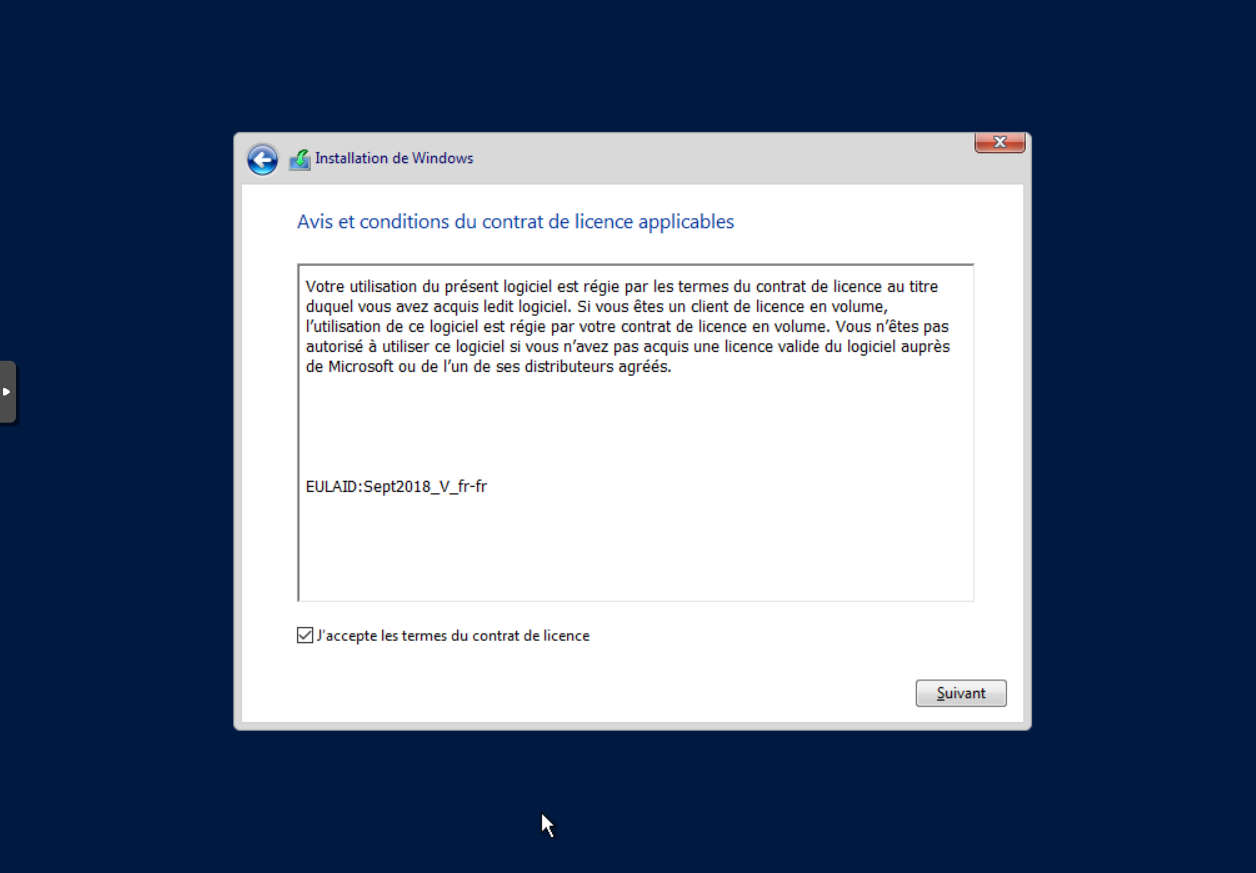 Installation de Windows
Avis et conditions du contrat de licence applicables
Votre utilisation du présent logiciel est régie par les termes du contrat de licence au titre
duquel vous avez acquis ledit logiciel. Si vous êtes un client de licence en volume,
l’utilisation de ce logiciel est régie par votre contrat de licence en volume. Vous n’êtes pas
autorisé à utiliser ce logiciel si vous n’avez pas acquis une licence valide du logiciel auprès
de Microsoft ou de l’un de ses distributeurs agréés.
EULAID:Sept2018_V_fr-fr
J'accepte les termes du contrat de licence
Suivant